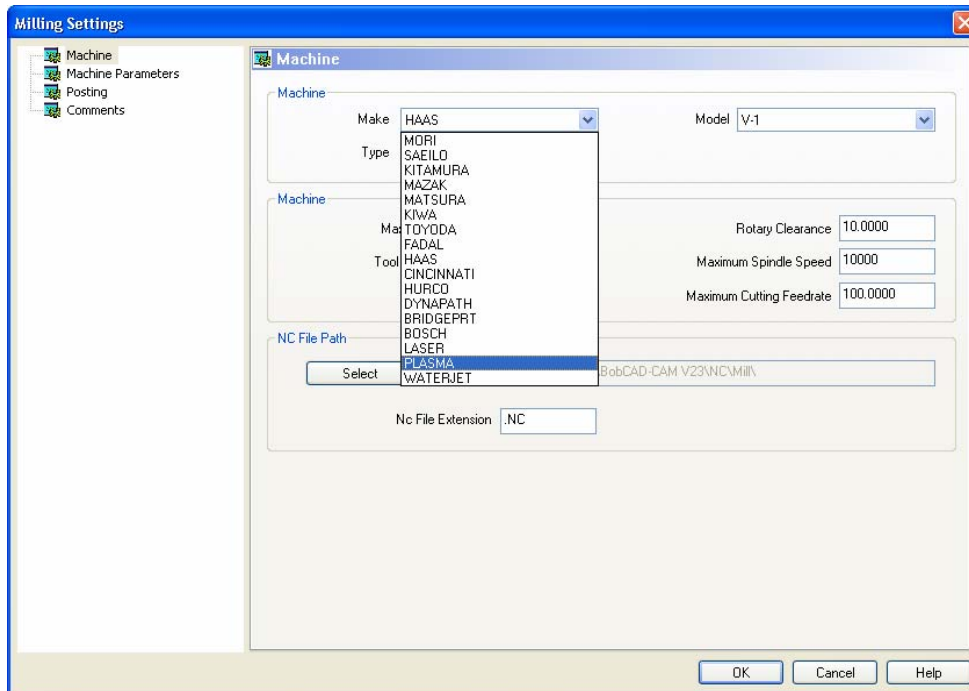 Milling Settings
Machine
Machine Parameters
Posting
Comments
Machine
Machine
Make HAAS
Model V-1
Type
MORI
SAEILO
KITAMURA
MAZAK
MATSURA
KIWA
TOYODA
FADAL
HAAS
CINCINNATI
HURCO
DYNAPATH
BRIDGEPRT
BOSCH
LASER
PLASMA
WATERJET
Machine
Rotary Clearance 10.0000
Tool
Maximum Spindle Speed 10000
Maximum Cutting Feedrate 100.0000
NC File Path
Select
BobCAD-CAM V23\NC\Mill\
Nc File Extension .NC
OK Cancel Help